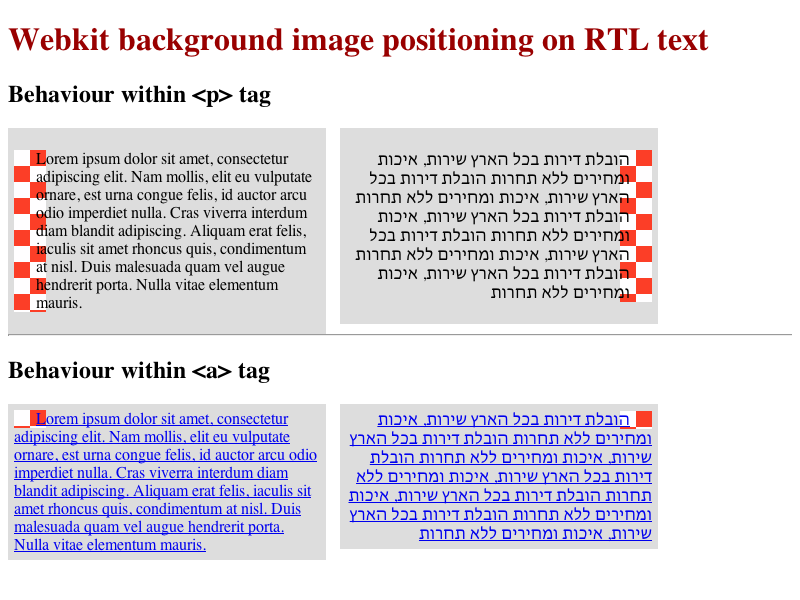 Webkit background image positioning on RTL text
Behaviour within <p> tag
Lorem ipsum dolor sit amet, consectetur
adipiscing elit. Nam mollis, elit eu vulputate
ornare, est urna congue felis, id auctor arcu
odio imperdiet nulla. Cras viverra interdum
diam blandit adipiscing. Aliquam erat felis,
iaculis sit amet rhoncus quis, condimentum
at nisl. Duis malesuada quam vel augue
hendrerit porta. Nulla vitae elementum
mauris.
הובלת דירות בכל הארץ שירות, איכות
ומחירים ללא תחרות הובלת דירות בכל
הארץ שירות, איכות ומחירים ללא תחרות
הובלת דירות בכל הארץ שירות, איכות
ומחירים ללא תחרות הובלת דירות בכל
הארץ שירות, איכות ומחירים ללא תחרות
הובלת דירות בכל הארץ שירות, איכות
ומחירים ללא תחרות
Behaviour within <a> tag
Lorem ipsum dolor sit amet, consectetur
adipiscing elit. Nam mollis, elit eu vulputate
ornare, est urna congue felis, id auctor arcu odio
imperdiet nulla. Cras viverra interdum diam
blandit adipiscing. Aliquam erat felis, iaculis sit
amet rhoncus quis, condimentum at nisl. Duis
malesuada quam vel augue hendrerit porta.
Nulla vitae elementum mauris.
הובלת דירות בכל הארץ שירות, איכות
ומחירים ללא תחרות הובלת דירות בכל הארץ
שירות, איכות ומחירים ללא תחרות הובלת
דירות בכל הארץ שירות, איכות ומחירים ללא
תחרות הובלת דירות בכל הארץ שירות, איכות
ומחירים ללא תחרות הובלת דירות בכל הארץ
שירות, איכות ומחירים ללא תחרות